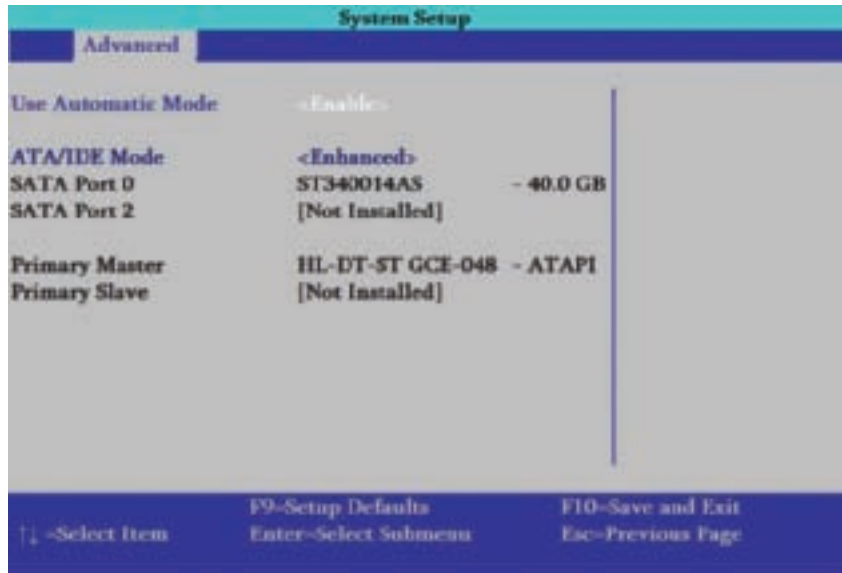 System Setup
Advanced
Use Automatic Mode <Enable>
ATA/IDE Mode <Enhanced>
SATA Port 0 ST340014AS - 40.0 GB
SATA Port 2 [Not Installed]
Primary Master HL-DT-ST GCE-048 - ATAPI
Primary Slave [Not Installed]
F9-Setup Defaults F10-Save and Exit
↑↓ -Select Item Enter-Select Submenu Esc-Previous Page